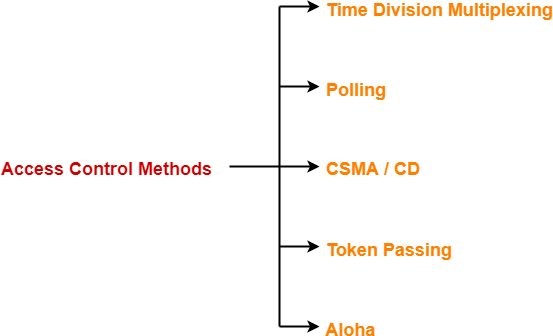 Time Division Multiplexing
Polling
Access Control Methods
CSMA / CD
Token Passing
Aloha